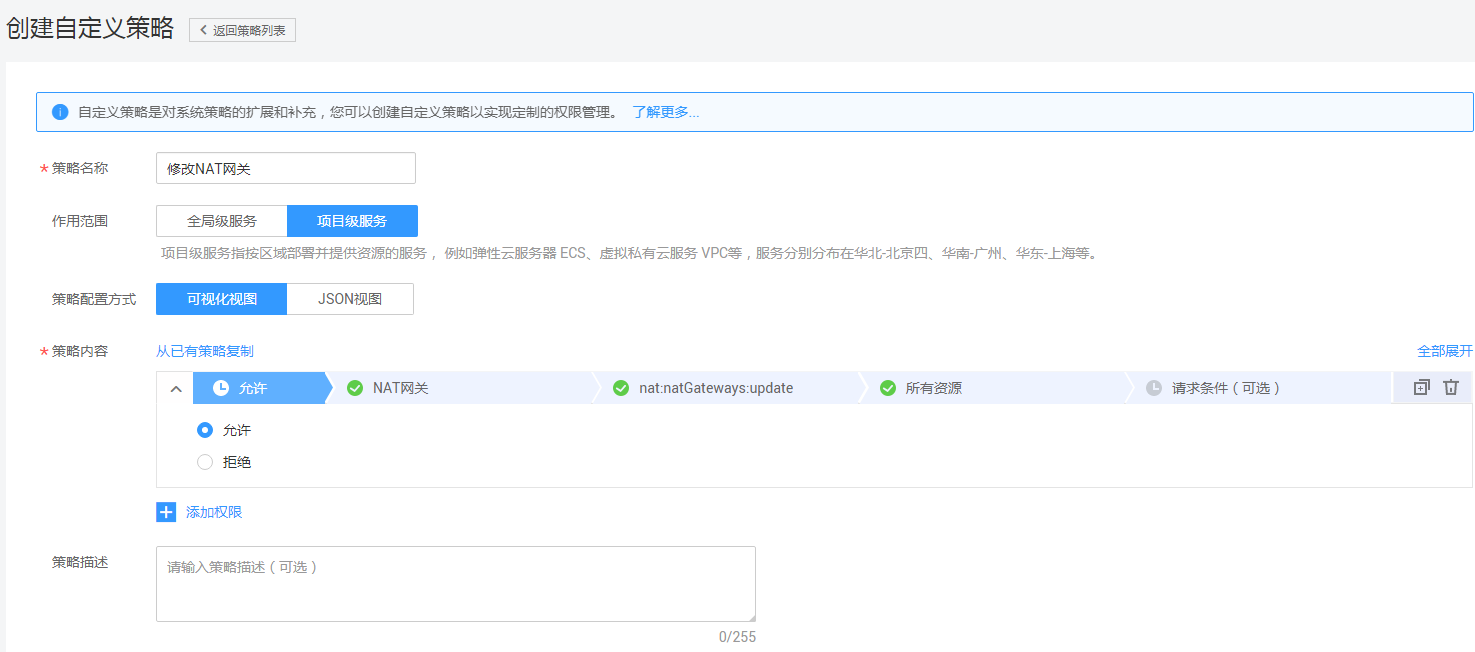 创建自定义策略 返回策略列表
自定义策略是对系统策略的扩展和补充，您可以创建自定义策略以实现定制的权限管理。 了解更多...
* 策略名称 修改NAT网关
作用范围 全局级服务 项目级服务
项目级服务指按区域部署并提供资源的服务， 例如弹性云服务器 ECS、虚拟私有云服务 VPC等，服务分别分布在华北-北京四、华南-广州、华东-上海等。
策略配置方式 可视化视图 JSON视图
* 策略内容 从已有策略复制 全部展开
允许 NAT网关 nat:natGateways:update 所有资源 请求条件（可选）
允许
拒绝
添加权限
策略描述 请输入策略描述（可选）
0/255